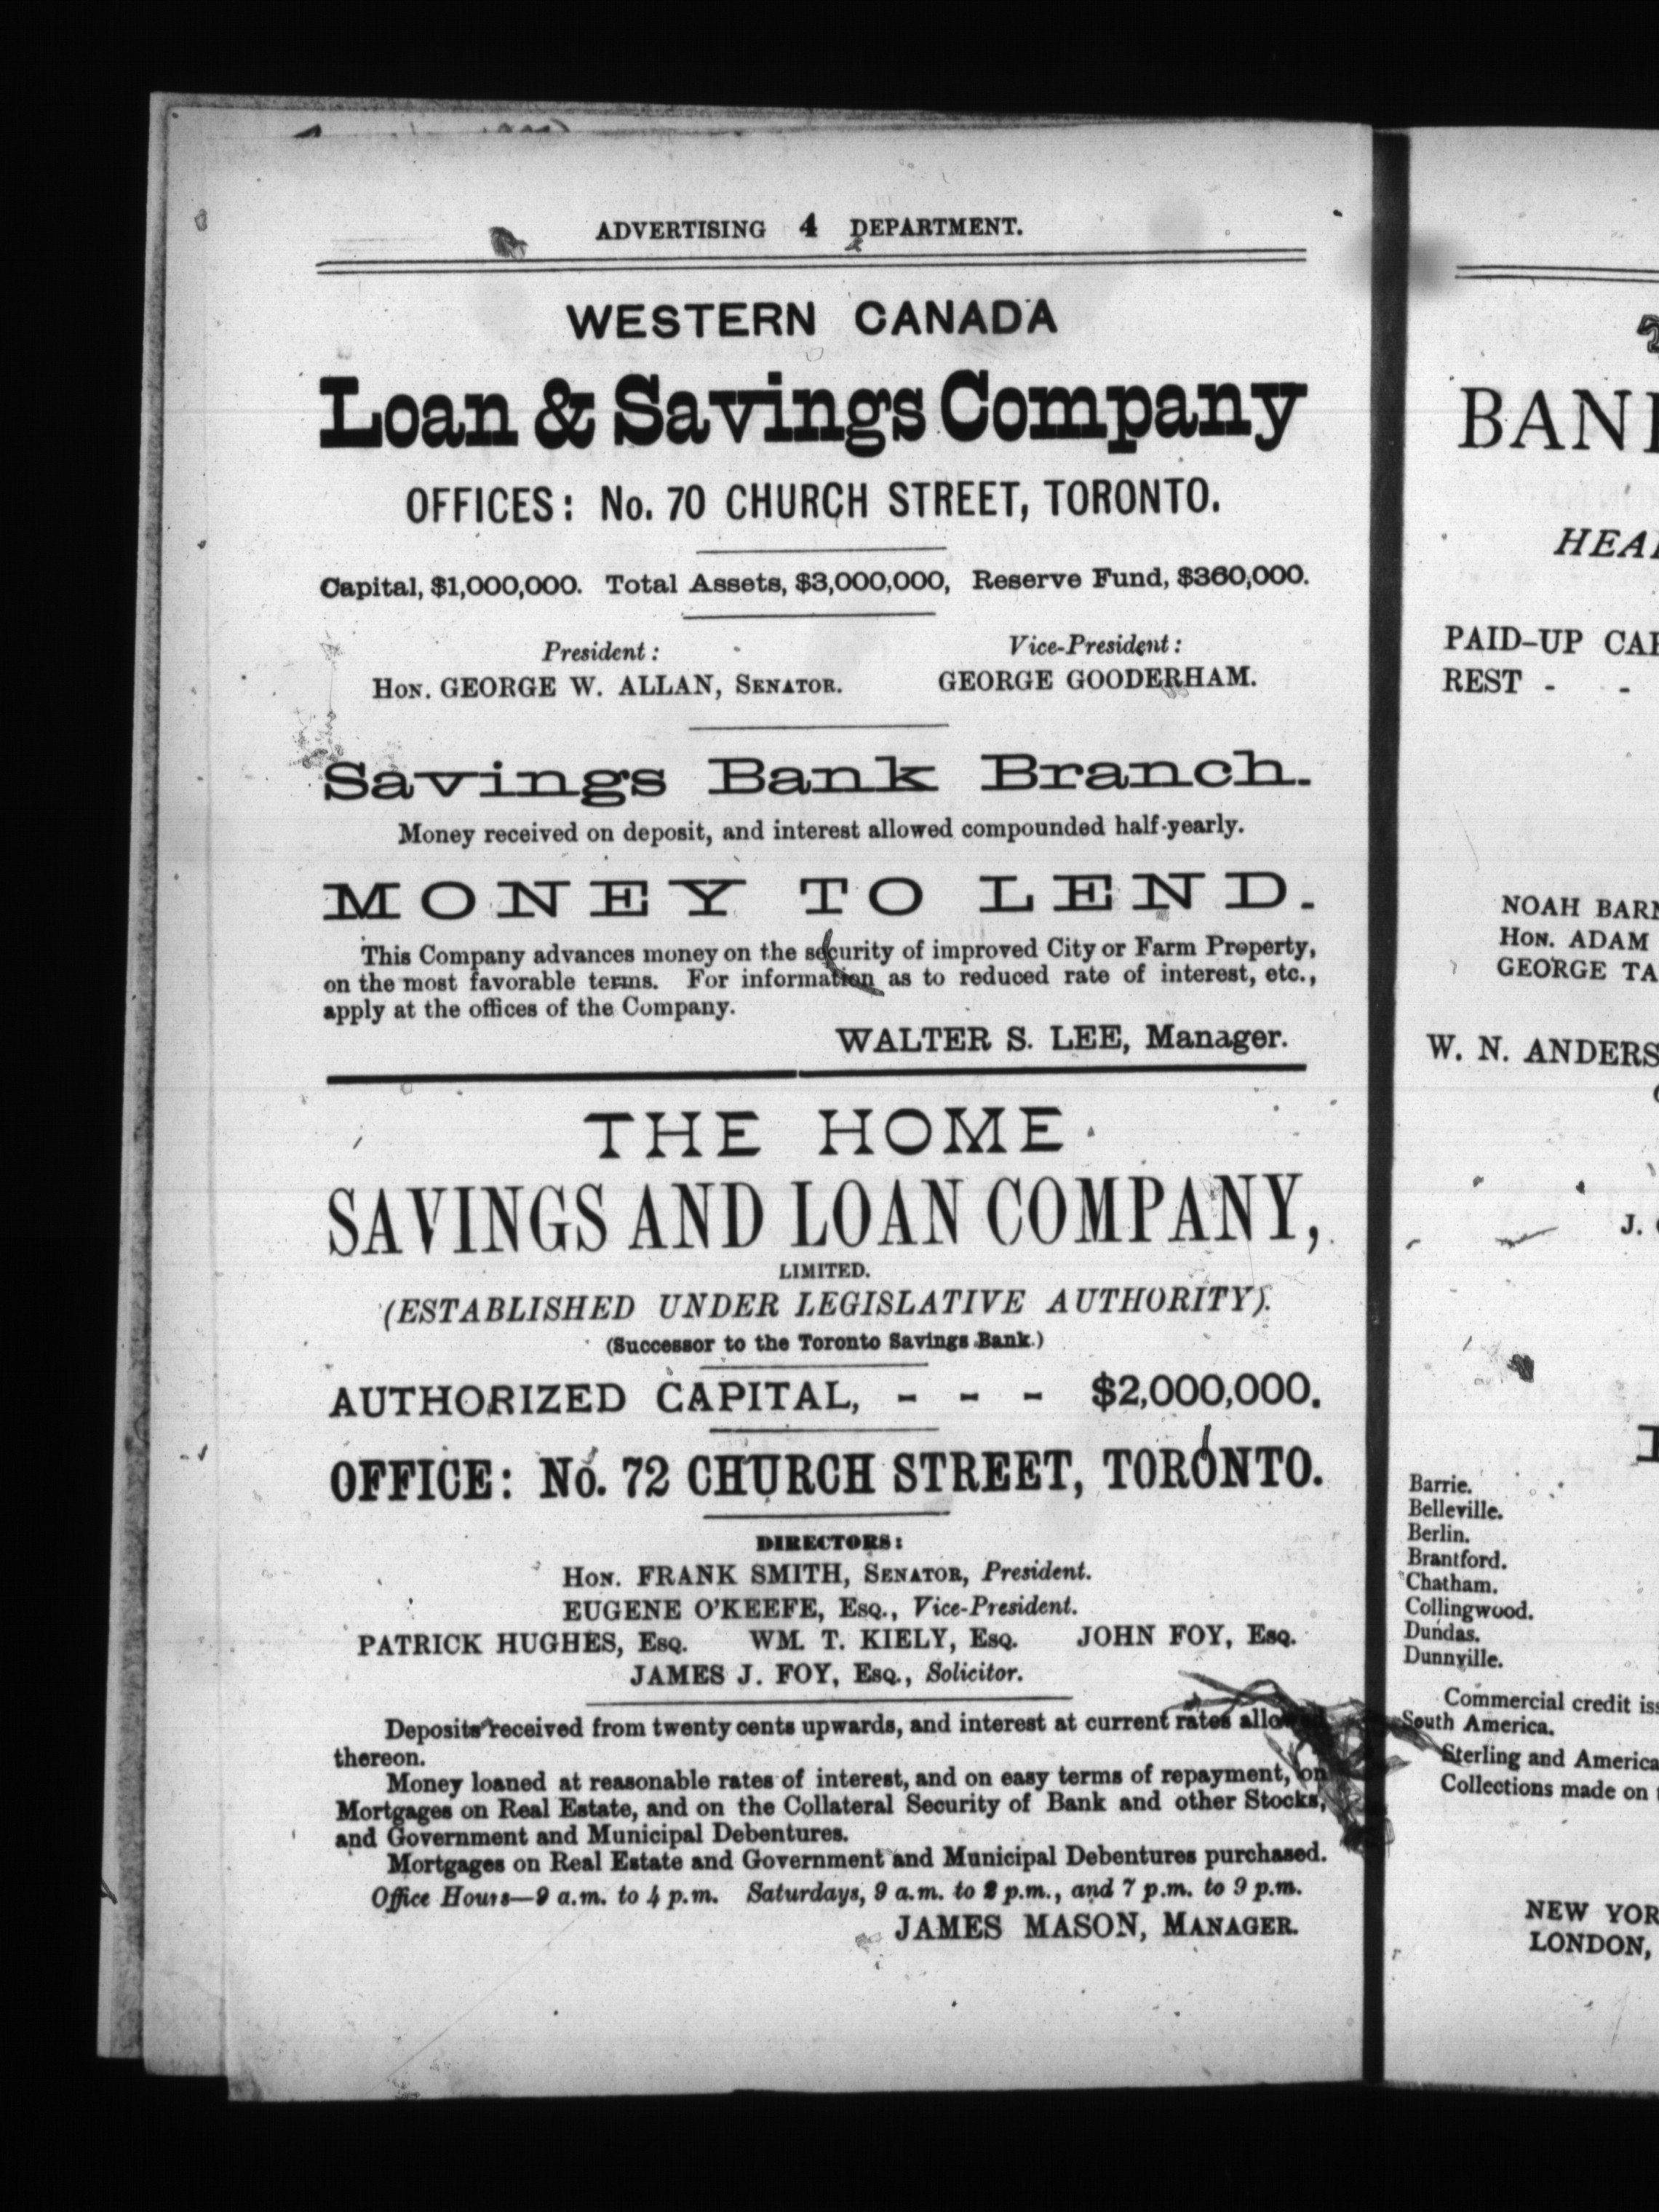 ADVERTISING 4 DEPARTMENT.
WESTERN CANADA
Loan & Savings Company
OFFICES: No. 70 CHURCH STREET, TORONTO.
Capital, $1,000,000. Total Assets, $3,000,000, Reserve Fund, $360,000.
President: Vice-President:
HON. GEORGE W. ALLAN, SENATOR. GEORGE GOODERHAM.
Savings Bank Branch.
Money received on deposit, and interest allowed compounded half-yearly.
MONEY TO LEND.
This Company advances money on the security of improved City or Farm Property,
on the most favorable terms. For information as to reduced rate of interest, etc.,
apply at the offices of the Company.
WALTER S. LEE, Manager.
THE HOME
SAVINGS AND LOAN COMPANY,
LIMITED.
(ESTABLISHED UNDER LEGISLATIVE AUTHORITY).
(Successor to the Toronto Savings Bank.)
AUTHORIZED CAPITAL, - - - $2,000,000.
OFFICE: No. 72 CHURCH STREET, TORONTO.
DIRECTORS:
HON. FRANK SMITH, SENATOR, President.
EUGENE O'KEEFE, ESQ., Vice-President.
PATRICK HUGHES, ESQ. WM. T. KIELY, ESQ. JOHN FOY, ESQ.
JAMES J. FOY, ESQ., Solicitor.
Deposits received from twenty cents upwards, and interest at current rates
thereon.
Money loaned at reasonable rates of interest, and on easy terms of repayment, on
Mortgages on Real Estate, and on the Collateral Security of Bank and other Stocks,
and Government and Municipal Debentures.
Mortgages on Real Estate and Government and Municipal Debentures purchased.
Office Hours—9 a.m. to 4 p.m. Saturdays, 9 a.m. to 2 p.m., and 7 p.m. to 9 p.m.
JAMES MASON, MANAGER.
PAID-UP
REST - -
NOAH
HON. ADAM
GEORGE
W. N.
J.
Barrie.
Belleville.
Berlin.
Brantford.
Chatham.
Collingwood.
Dundas.
Dunnville.
Commercial credit
South America.
Sterling and
Collections made on
NEW
LONDON,